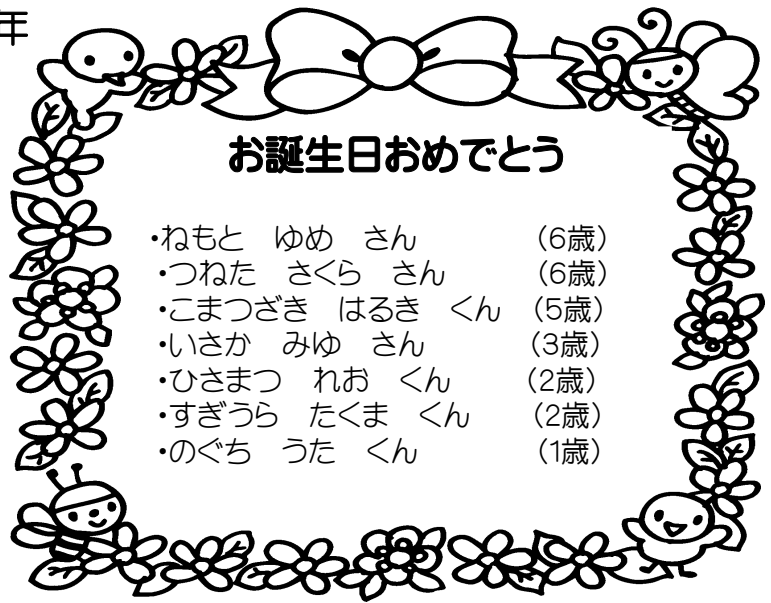 年
お誕生日おめでとう
・ねもと　ゆめ　さん　（6歳）
・つねた　さくら　さん　（6歳）
・こまつざき　はるき　くん　（5歳）
・いさか　みゆ　さん　（3歳）
・ひさまつ　れお　くん　（2歳）
・すぎうら　たくま　くん　（2歳）
・のぐち　うた　くん　（1歳）